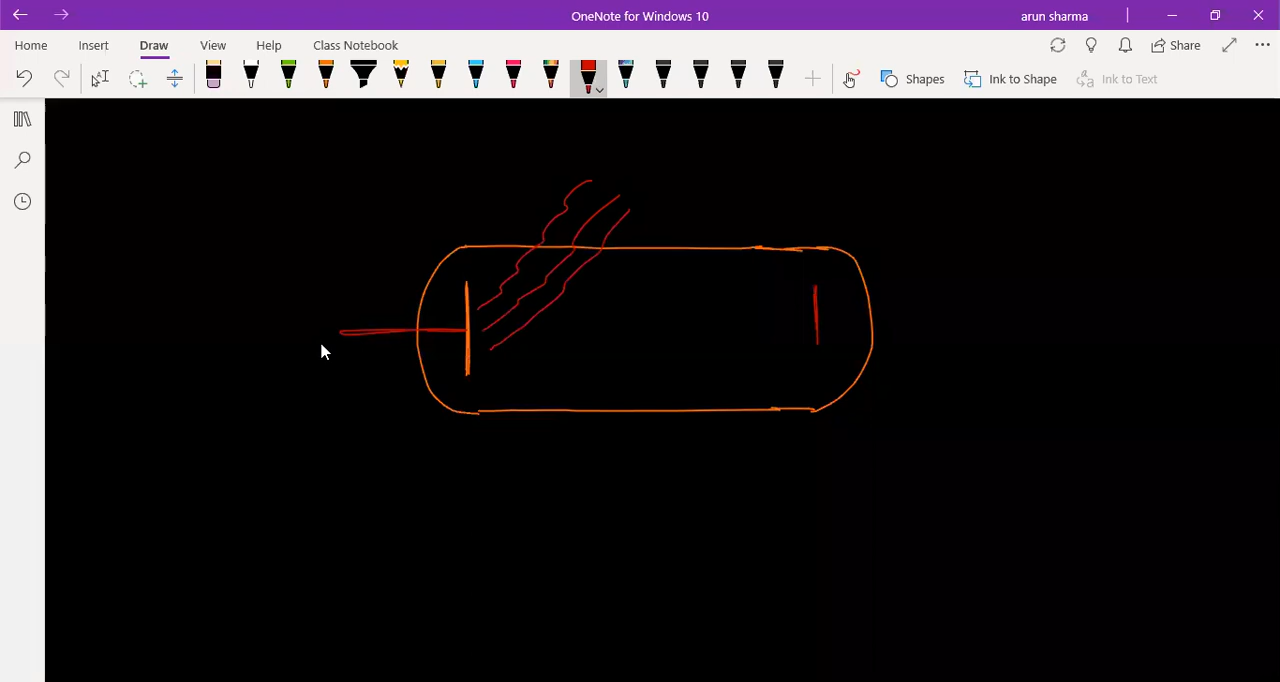 OneNote for Windows 10
arun sharma
Home Insert Draw View Help Class Notebook
Share
Shapes Ink to Shape Ink to Text